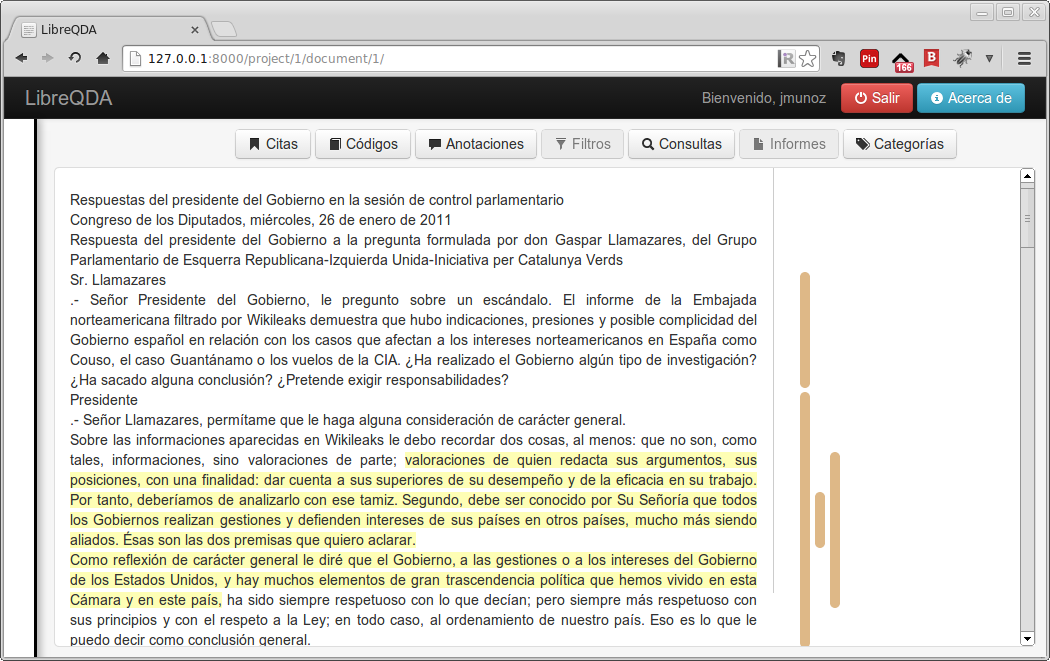 LibreQDA
127.0.0.1:8000/project/1/document/1/
R
Pin
166
B
LibreQDA
Bienvenido, jmunoz
Salir
Acerca de
Citas
Códigos
Anotaciones
Filtros
Consultas
Informes
Categorías
Respuestas del presidente del Gobierno en la sesión de control parlamentario
Congreso de los Diputados, miércoles, 26 de enero de 2011
Respuesta del presidente del Gobierno a la pregunta formulada por don Gaspar Llamazares, del Grupo
Parlamentario de Esquerra Republicana-Izquierda Unida-Iniciativa per Catalunya Verds
Sr. Llamazares
.- Señor Presidente del Gobierno, le pregunto sobre un escándalo. El informe de la Embajada
norteamericana filtrado por Wikileaks demuestra que hubo indicaciones, presiones y posible complicidad del
Gobierno español en relación con los casos que afectan a los intereses norteamericanos en España como
Couso, el caso Guantánamo o los vuelos de la CIA. ¿Ha realizado el Gobierno algún tipo de investigación?
¿Ha sacado alguna conclusión? ¿Pretende exigir responsabilidades?
Presidente
.- Señor Llamazares, permítame que le haga alguna consideración de carácter general.
Sobre las informaciones aparecidas en Wikileaks le debo recordar dos cosas, al menos: que no son, como
tales, informaciones, sino valoraciones de parte; valoraciones de quien redacta sus argumentos, sus
posiciones, con una finalidad: dar cuenta a sus superiores de su desempeño y de la eficacia en su trabajo.
Por tanto, deberíamos de analizarlo con ese tamiz. Segundo, debe ser conocido por Su Señoría que todos
los Gobiernos realizan gestiones y defienden intereses de sus países en otros países, mucho más siendo
aliados. Ésas son las dos premisas que quiero aclarar.
Como reflexión de carácter general le diré que el Gobierno, a las gestiones o a los intereses del Gobierno
de los Estados Unidos, y hay muchos elementos de gran trascendencia política que hemos vivido en esta
Cámara y en este país, ha sido siempre respetuoso con lo que decían; pero siempre más respetuoso con
sus principios y con el respeto a la Ley; en todo caso, al ordenamiento de nuestro país. Eso es lo que le
puedo decir como conclusión general.